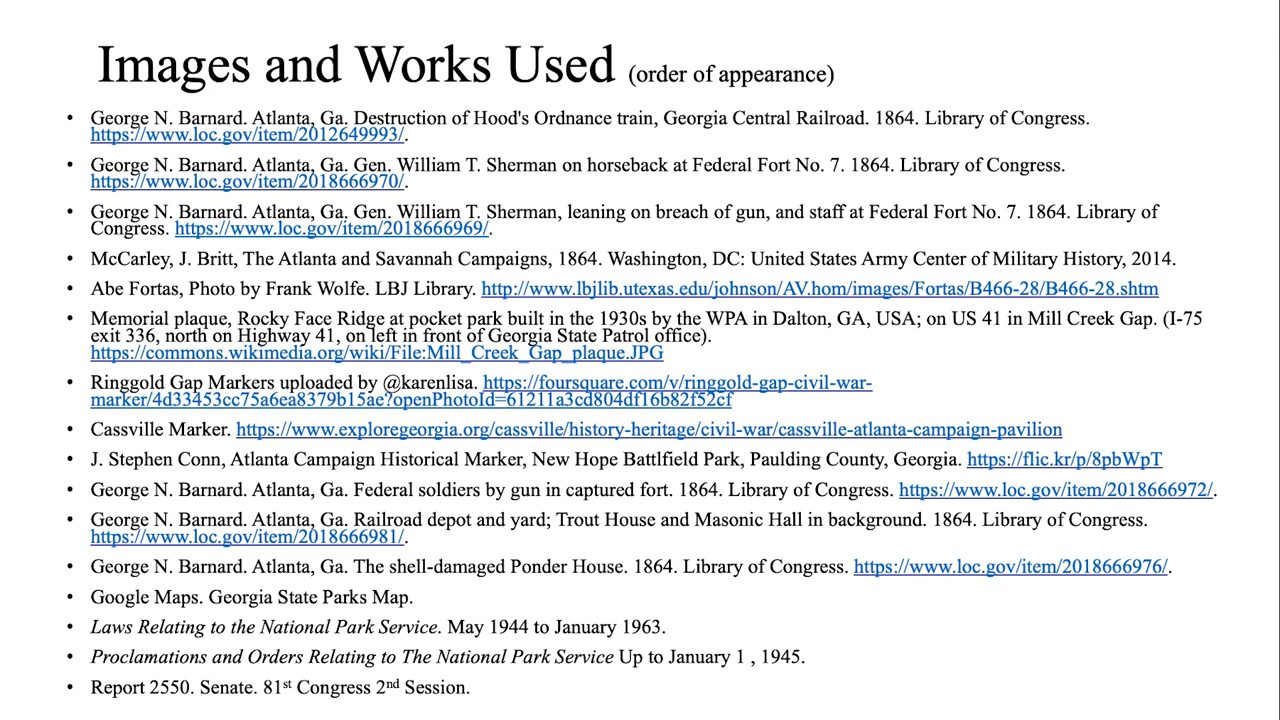 Images and Works Used (order of appearance)
• George N. Barnard. Atlanta, Ga. Destruction of Hood's Ordnance train, Georgia Central Railroad. 1864. Library of Congress.
https://www.loc.gov/item/2012649993/.
• George N. Barnard. Atlanta, Ga. Gen. William T. Sherman on horseback at Federal Fort No. 7. 1864. Library of Congress.
https://www.loc.gov/item/2018666970/.
• George N. Barnard. Atlanta, Ga. Gen. William T. Sherman, leaning on breach of gun, and staff at Federal Fort No. 7. 1864. Library of
Congress. https://www.loc.gov/item/2018666969/.
• McCarley, J. Britt, The Atlanta and Savannah Campaigns, 1864. Washington, DC: United States Army Center of Military History, 2014.
• Abe Fortas, Photo by Frank Wolfe. LBJ Library. http://www.lbjlib.utexas.edu/johnson/AV.hom/images/Fortas/B466-28/B466-28.shtm
• Memorial plaque, Rocky Face Ridge at pocket park built in the 1930s by the WPA in Dalton, GA, USA; on US 41 in Mill Creek Gap. (I-75
exit 336, north on Highway 41, on left in front of Georgia State Patrol office).
https://commons.wikimedia.org/wiki/File:Mill_Creek_Gap_plaque.JPG
• Ringgold Gap Markers uploaded by @karenlisa. https://foursquare.com/v/ringgold-gap-civil-war-
marker/4d33453cc75a6ea8379b15ae?openPhotoId=61211a3cd804df16b82f52cf
• Cassville Marker. https://www.exploregeorgia.org/cassville/history-heritage/civil-war/cassville-atlanta-campaign-pavilion
• J. Stephen Conn, Atlanta Campaign Historical Marker, New Hope Battlfield Park, Paulding County, Georgia. https://flic.kr/p/8pbWpT
• George N. Barnard. Atlanta, Ga. Federal soldiers by gun in captured fort. 1864. Library of Congress. https://www.loc.gov/item/2018666972/.
• George N. Barnard. Atlanta, Ga. Railroad depot and yard; Trout House and Masonic Hall in background. 1864. Library of Congress.
https://www.loc.gov/item/2018666981/.
• George N. Barnard. Atlanta, Ga. The shell-damaged Ponder House. 1864. Library of Congress. https://www.loc.gov/item/2018666976/.
• Google Maps. Georgia State Parks Map.
• Laws Relating to the National Park Service. May 1944 to January 1963.
• Proclamations and Orders Relating to The National Park Service Up to January 1 , 1945.
• Report 2550. Senate. 81st Congress 2nd Session.